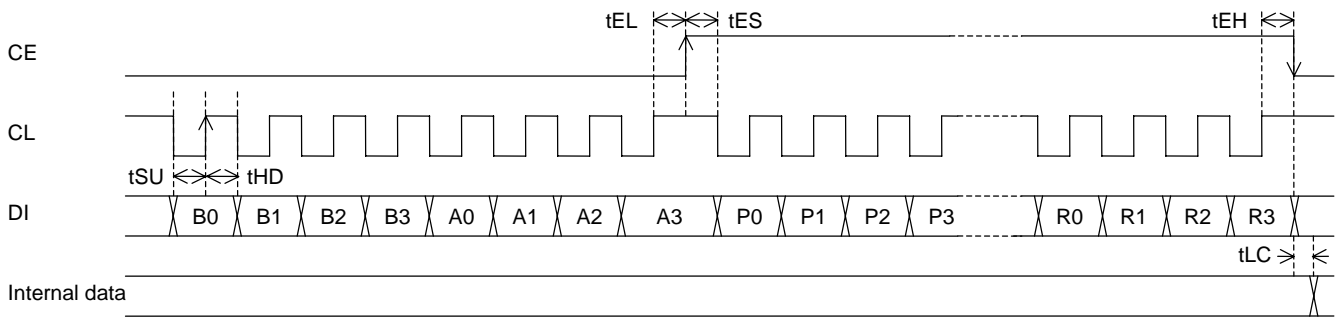 tEL tES tEH
CE
CL
tSU tHD
DI B0 B1 B2 B3 A0 A1 A2 A3 P0 P1 P2 P3 R0 R1 R2 R3
tLC
Internal data